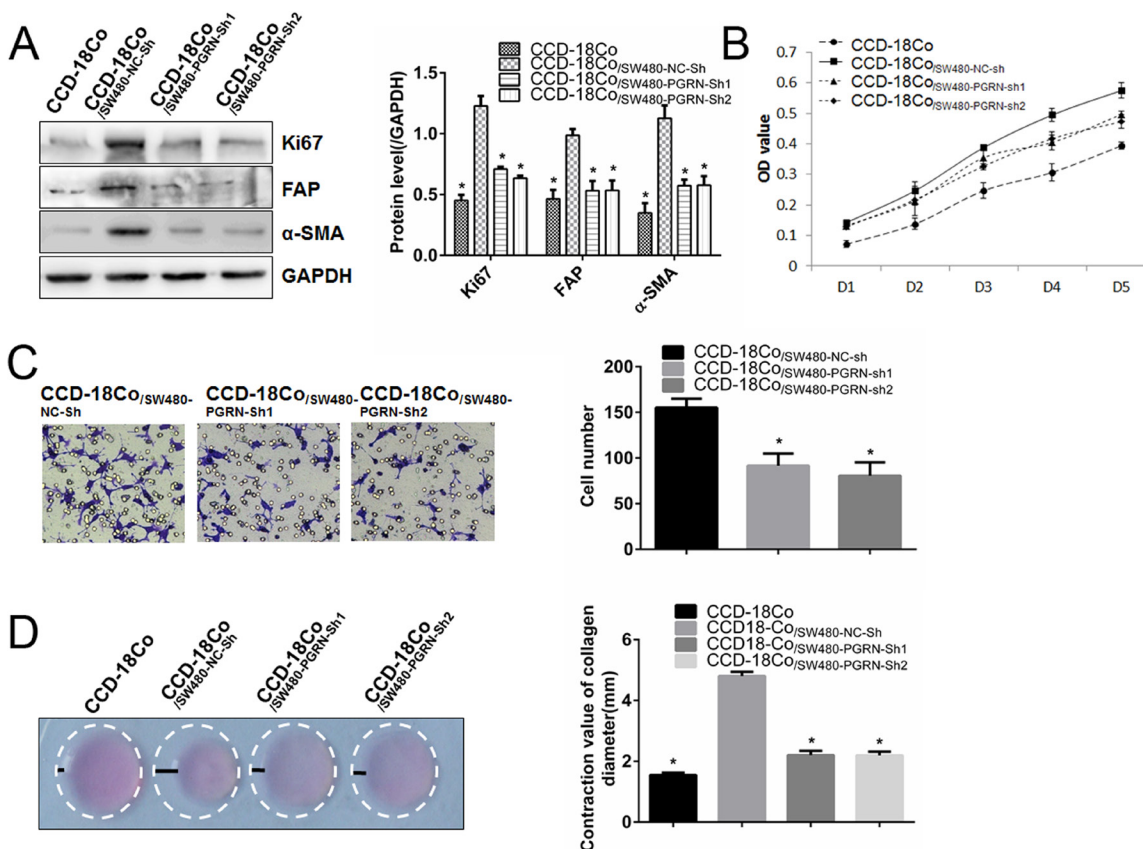 A
CCD-18Co
CCD-18Co
/SW480-NC-Sh
CCD-18Co
/SW480-PGRN-Sh1
CCD-18Co
/SW480-PGRN-Sh2
Ki67
FAP
α-SMA
GAPDH
CCD-18Co
CCD-18Co/SW480-NC-Sh
CCD-18Co/SW480-PGRN-Sh1
CCD-18Co/SW480-PGRN-Sh2
Protein level(/GAPDH)
1.5
1.0
0.5
0.0
* * * * * * * * *
Ki67 FAP α-SMA
B
CCD-18Co
CCD-18Co/SW480-NC-sh
CCD-18Co/SW480-PGRN-sh1
CCD-18Co/SW480-PGRN-sh2
OD value
0.7
0.6
0.5
0.4
0.3
0.2
0.1
0
D1 D2 D3 D4 D5
C
CCD-18Co/SW480-
NC-Sh
CCD-18Co/SW480-
PGRN-Sh1
CCD-18Co/SW480-
PGRN-Sh2
CCD-18Co/SW480-NC-sh
CCD-18Co/SW480-PGRN-sh1
CCD-18Co/SW480-PGRN-sh2
Cell number
200
150
100
50
0
* *
D
CCD-18Co
CCD-18Co
/SW480-NC-Sh
CCD-18Co
/SW480-PGRN-Sh1
CCD-18Co
/SW480-PGRN-Sh2
CCD-18Co
CCD18-Co/SW480-NC-Sh
CCD18-Co/SW480-PGRN-Sh1
CCD-18Co/SW480-PGRN-Sh2
Contraction value of collagen
diameter(mm)
6
4
2
0
* * *